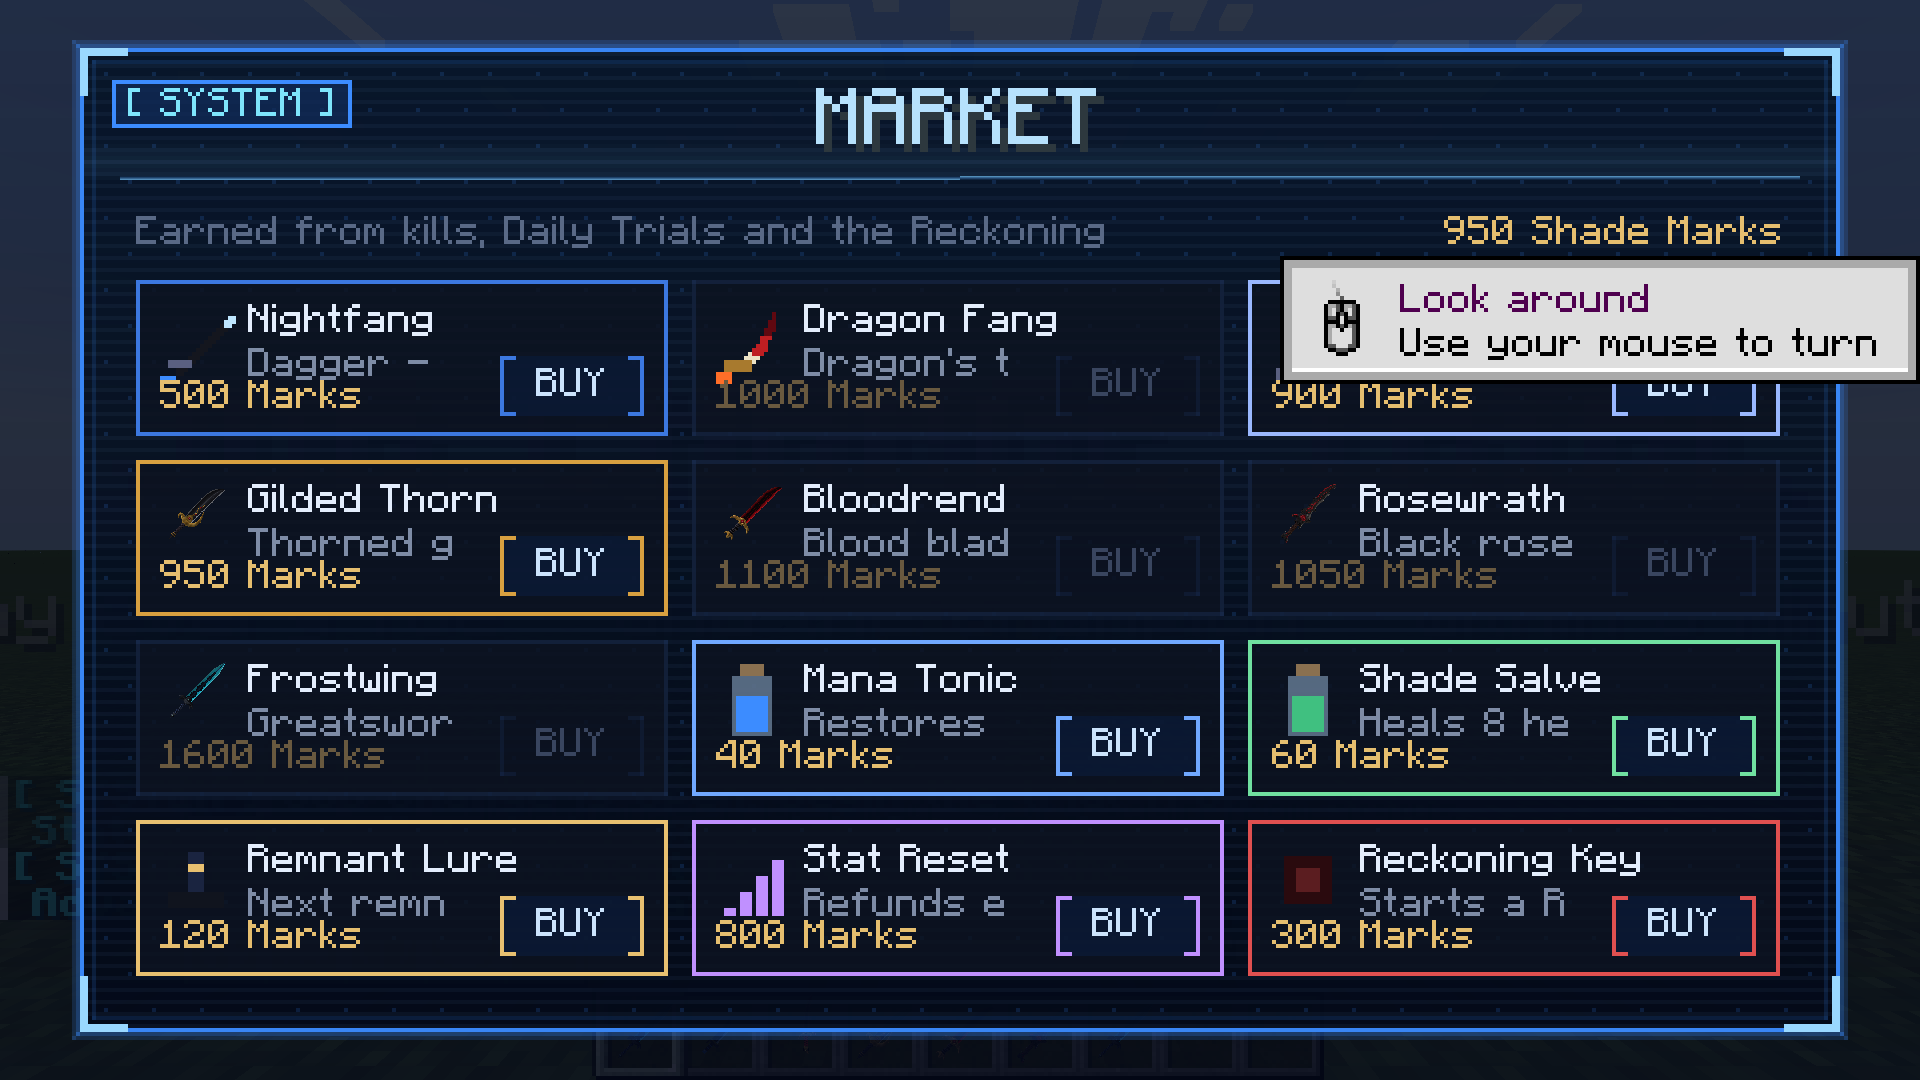 [ SYSTEM ]
MARKET
Earned from kills, Daily Trials and the Reckoning
950 Shade Marks
Look around
Use your mouse to turn
Nightfang
Dagger –
500 Marks
BUY
Dragon Fang
Dragon's t
1000 Marks
BUY
900 Marks
BUY
Gilded Thorn
Thorned g
950 Marks
BUY
Bloodrend
Blood blad
1100 Marks
BUY
Rosewrath
Black rose
1050 Marks
BUY
Frostwing
Greatswor
1600 Marks
BUY
Mana Tonic
Restores
40 Marks
BUY
Shade Salve
Heals 8 he
60 Marks
BUY
Remnant Lure
Next remn
120 Marks
BUY
Stat Reset
Refunds e
800 Marks
BUY
Reckoning Key
Starts a R
300 Marks
BUY